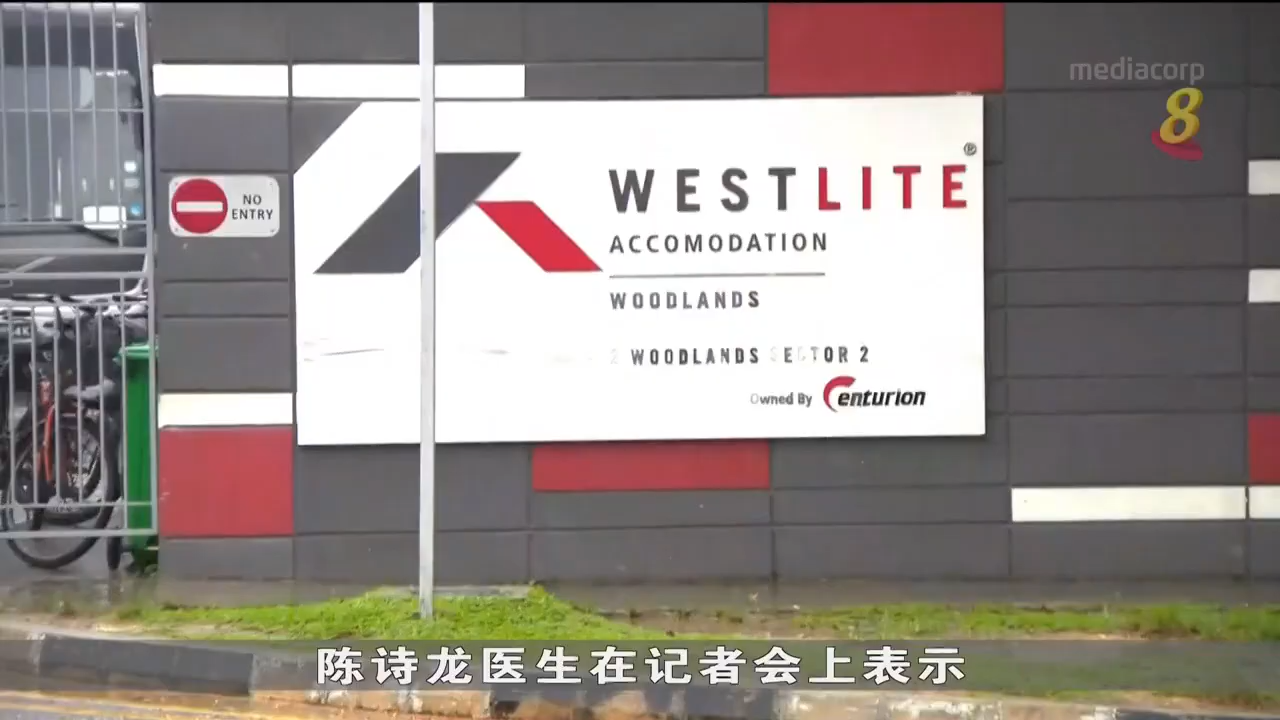 mediacorp
8
NO
ENTRY
WESTLITE®
ACCOMODATION
WOODLANDS
2 WOODLANDS SECTOR 2
Owned By Centurion
陈诗龙医生在记者会上表示